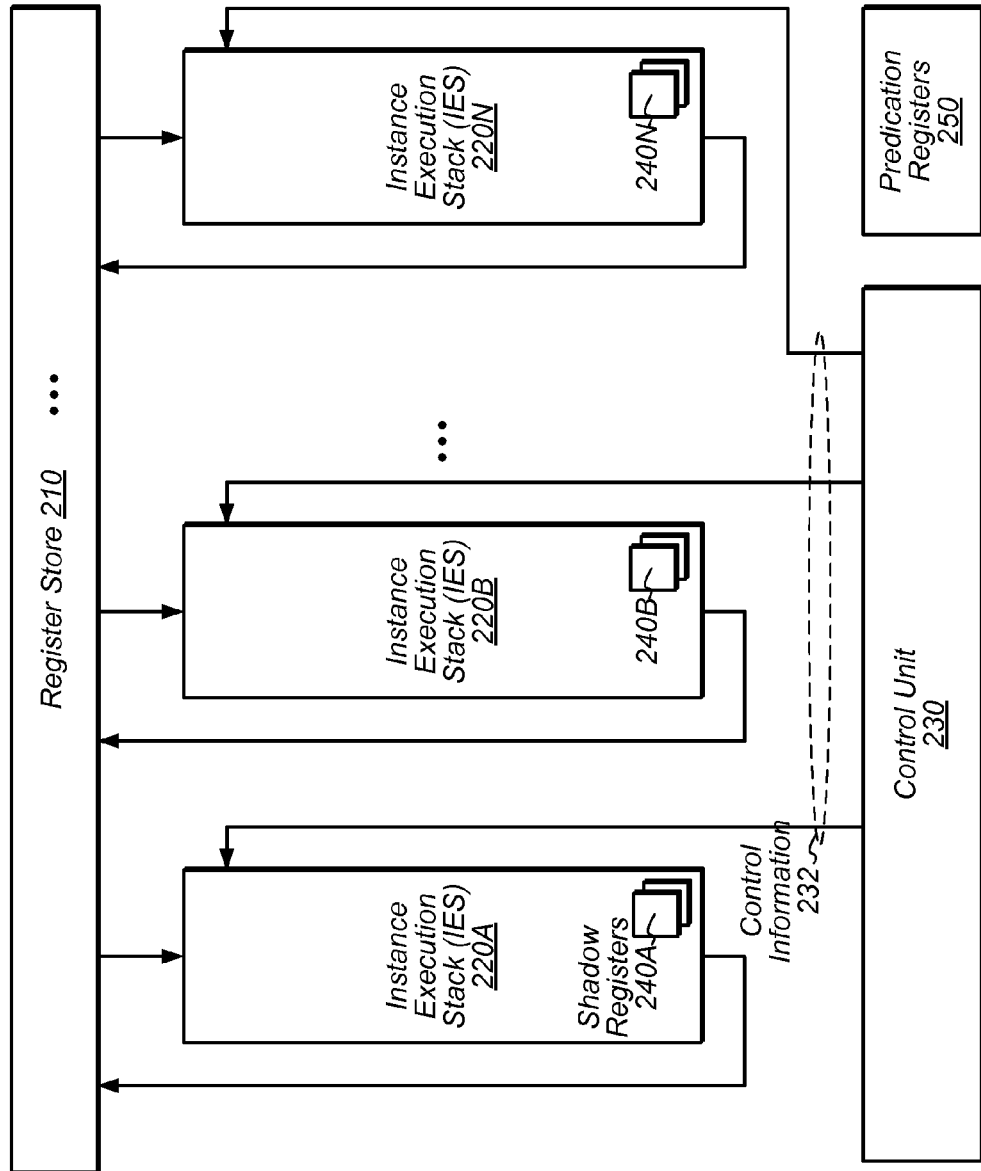 Register Store 210
Instance
Execution
Stack (IES)
220A
Shadow
Registers
240A
Instance
Execution
Stack (IES)
220B
240B
Instance
Execution
Stack (IES)
220N
240N
Control
Information
232
Control Unit
230
Predication
Registers
250